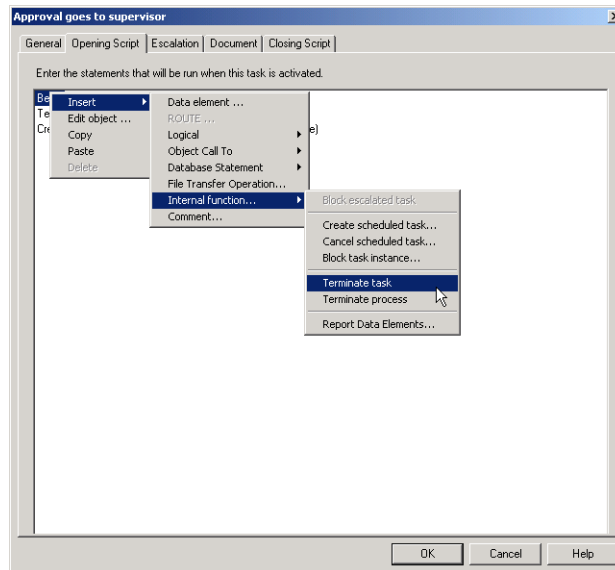 Approval goes to supervisor
General Opening Script Escalation Document Closing Script
Enter the statements that will be run when this task is activated.
Insert
Edit object ...
Copy
Paste
Delete
Data element ...
ROUTE ...
Logical
Object Call To
Database Statement
File Transfer Operation...
Internal function...
Comment...
Block escalated task
Create scheduled task...
Cancel scheduled task...
Block task instance...
Terminate task
Terminate process
Report Data Elements...
OK Cancel Help